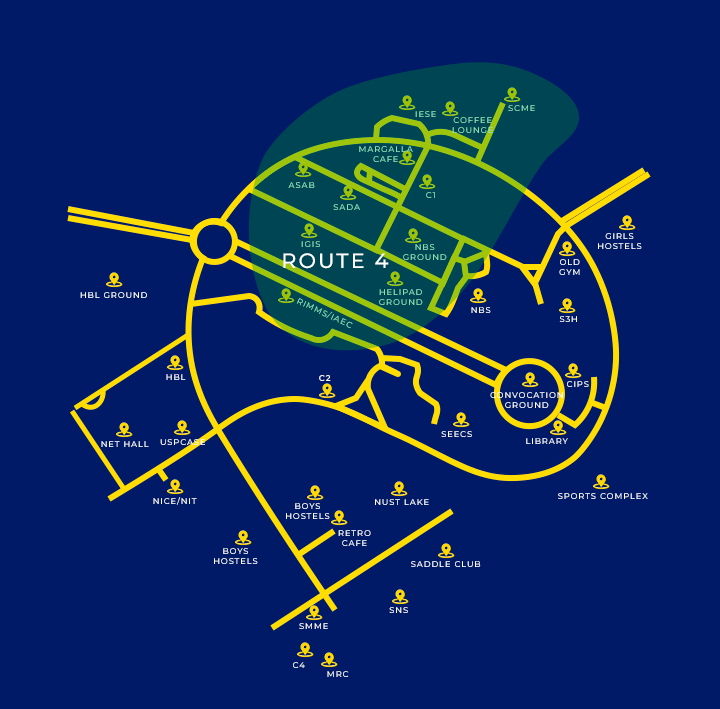 SCME
IESE
COFFEE
LOUNGE
MARGALLA
CAFE
ASAB
SADA
C1
IGIS
NBS
GROUND
ROUTE 4
HELIPAD
GROUND
RIMMS/IAEC
HBL GROUND
NBS
GIRLS
HOSTELS
OLD
GYM
S3H
HBL
C2
CONVOCATION
GROUND
CIPS
NET HALL
USPCASE
SEECS
LIBRARY
NICE/NIT
SPORTS COMPLEX
BOYS
HOSTELS
NUST LAKE
RETRO
CAFE
BOYS
HOSTELS
SADDLE CLUB
SNS
SMME
C4
MRC